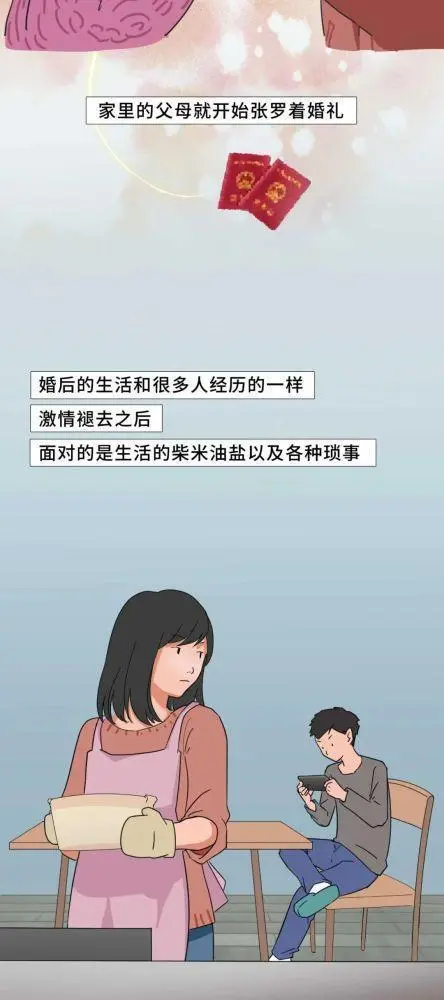 家里的父母就开始张罗着婚礼
婚后的生活和很多人经历的一样
激情褪去之后
面对的是生活的柴米油盐以及各种琐事